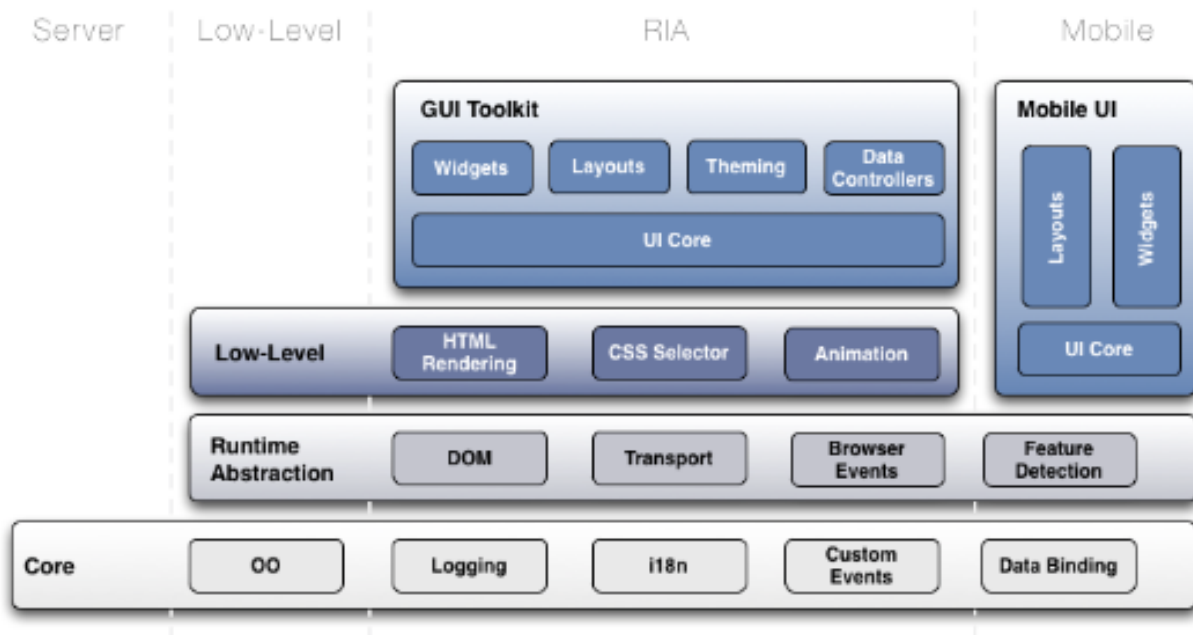 Server
Low-Level
RIA
Mobile
GUI Toolkit
Widgets
Layouts
Theming
Data
Controllers
UI Core
Mobile UI
Layouts
Widgets
UI Core
Low-Level
HTML
Rendering
CSS Selector
Animation
Runtime
Abstraction
DOM
Transport
Browser
Events
Feature
Detection
Core
OO
Logging
i18n
Custom
Events
Data Binding